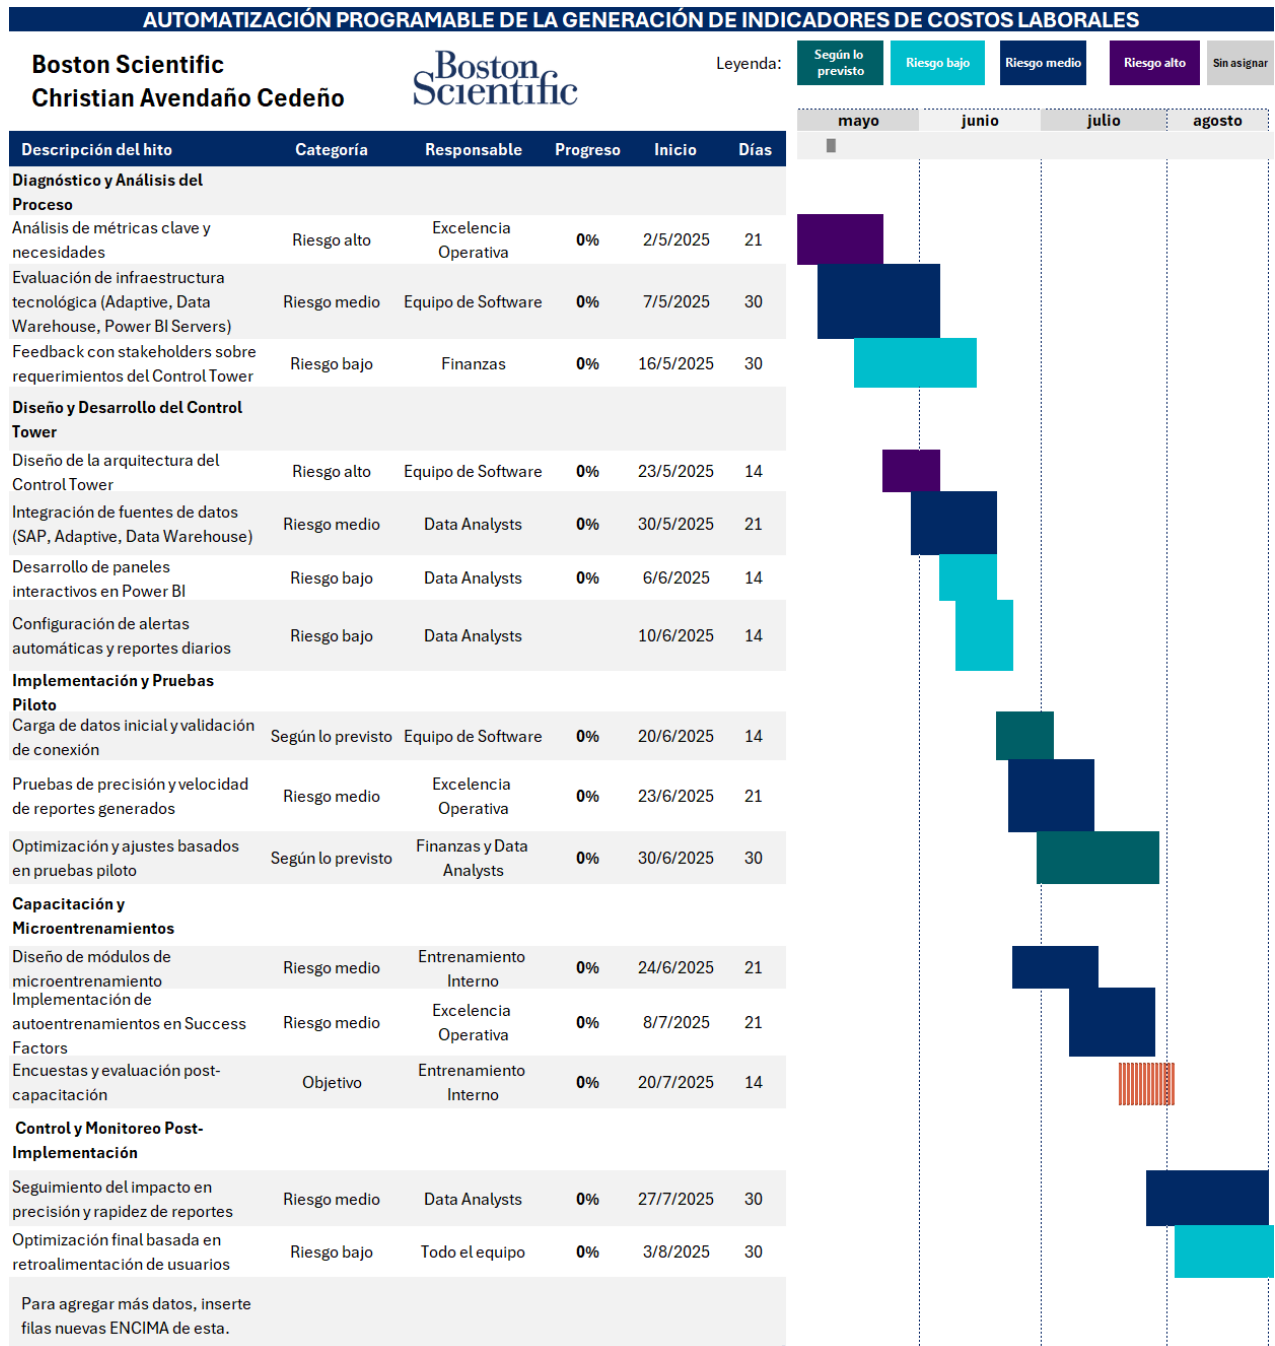 AUTOMATIZACIÓN PROGRAMABLE DE LA GENERACIÓN DE INDICADORES DE COSTOS LABORALES
Boston Scientific
Christian Avendaño Cedeño
Boston
Scientific
Leyenda:
Según lo
previsto
Riesgo bajo
Riesgo medio
Riesgo alto
Sin asignar
mayo junio julio agosto
Descripción del hito Categoría Responsable Progreso Inicio Días
Diagnóstico y Análisis del
Proceso
Análisis de métricas clave y
necesidades
Riesgo alto
Excelencia
Operativa
0% 2/5/2025 21
Evaluación de infraestructura
tecnológica (Adaptive, Data
Warehouse, Power BI Servers)
Riesgo medio Equipo de Software 0% 7/5/2025 30
Feedback con stakeholders sobre
requerimientos del Control Tower
Riesgo bajo Finanzas 0% 16/5/2025 30
Diseño y Desarrollo del Control
Tower
Diseño de la arquitectura del
Control Tower
Riesgo alto Equipo de Software 0% 23/5/2025 14
Integración de fuentes de datos
(SAP, Adaptive, Data Warehouse)
Riesgo medio Data Analysts 0% 30/5/2025 21
Desarrollo de paneles
interactivos en Power BI
Riesgo bajo Data Analysts 0% 6/6/2025 14
Configuración de alertas
automáticas y reportes diarios
Riesgo bajo Data Analysts 10/6/2025 14
Implementación y Pruebas
Piloto
Carga de datos inicial y validación
de conexión
Según lo previsto Equipo de Software 0% 20/6/2025 14
Pruebas de precisión y velocidad
de reportes generados
Riesgo medio
Excelencia
Operativa
0% 23/6/2025 21
Optimización y ajustes basados
en pruebas piloto
Según lo previsto
Finanzas y Data
Analysts
0% 30/6/2025 30
Capacitación y
Microentrenamientos
Diseño de módulos de
microentrenamiento
Riesgo medio
Entrenamiento
Interno
0% 24/6/2025 21
Implementación de
autoentrenamientos en Success
Factors
Riesgo medio
Excelencia
Operativa
0% 8/7/2025 21
Encuestas y evaluación post-
capacitación
Objetivo
Entrenamiento
Interno
0% 20/7/2025 14
Control y Monitoreo Post-
Implementación
Seguimiento del impacto en
precisión y rapidez de reportes
Riesgo medio Data Analysts 0% 27/7/2025 30
Optimización final basada en
retroalimentación de usuarios
Riesgo bajo Todo el equipo 0% 3/8/2025 30
Para agregar más datos, inserte
filas nuevas ENCIMA de esta.